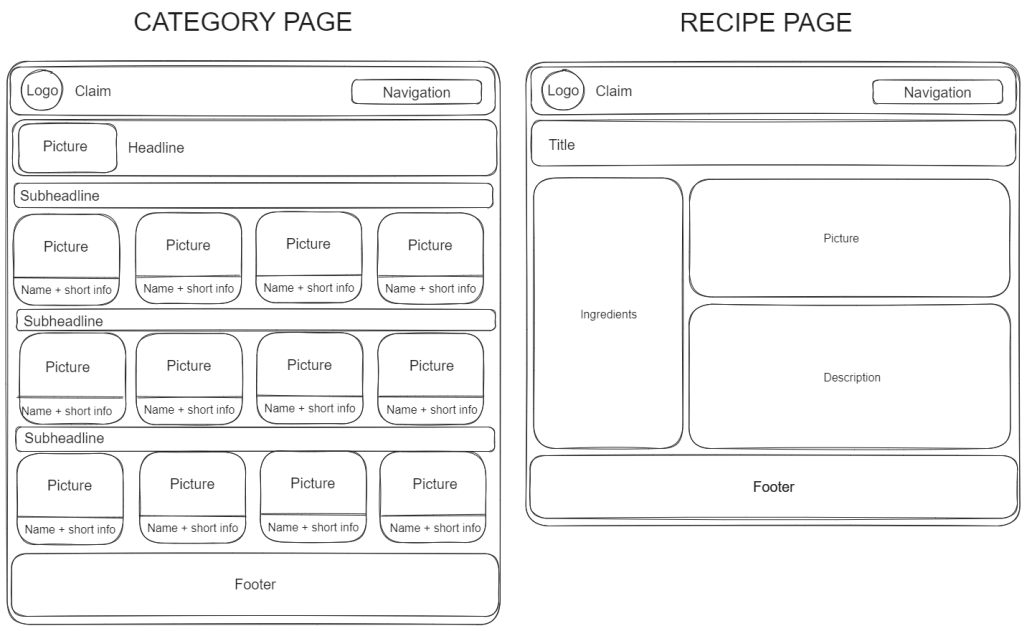 CATEGORY PAGE
Logo
Claim
Navigation
Picture
Headline
Subheadline
Picture
Picture
Picture
Picture
Name + short info
Name + short info
Name + short info
Name + short info
Subheadline
Picture
Picture
Picture
Picture
Name + short info
Name + short info
Name + short info
Name + short info
Subheadline
Picture
Picture
Picture
Picture
Name + short info
Name + short info
Name + short info
Name + short info
Footer
RECIPE PAGE
Logo
Claim
Navigation
Title
Ingredients
Picture
Description
Footer